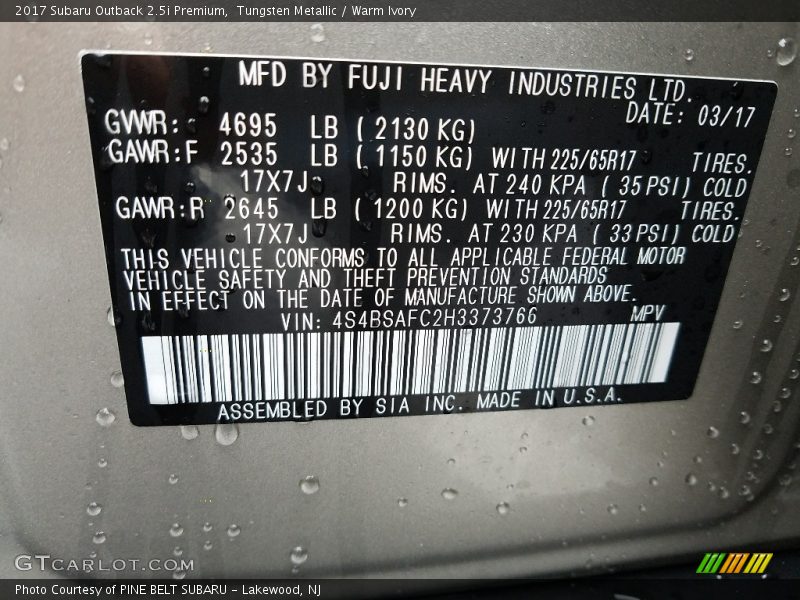 2017 Subaru Outback 2.5i Premium,  Tungsten Metallic / Warm Ivory
MFD BY FUJI HEAVY INDUSTRIES LTD.
DATE: 03/17
GVWR: 4695 LB ( 2130 KG)
GAWR:F 2535 LB ( 1150 KG) WITH 225/65R17 TIRES.
17X7J RIMS. AT 240 KPA ( 35 PSI) COLD
GAWR:R 2645 LB ( 1200 KG) WITH 225/65R17 TIRES.
17X7J RIMS. AT 230 KPA ( 33 PSI) COLD
THIS VEHICLE CONFORMS TO ALL APPLICABLE FEDERAL MOTOR
VEHICLE SAFETY AND THEFT PREVENTION STANDARDS
IN EFFECT ON THE DATE OF MANUFACTURE SHOWN ABOVE.
VIN: 4S4BSAFC2H3373766 MPV
ASSEMBLED BY SIA INC. MADE IN U.S.A.
GTCARLOT.COM
Photo Courtesy of PINE BELT SUBARU - Lakewood, NJ